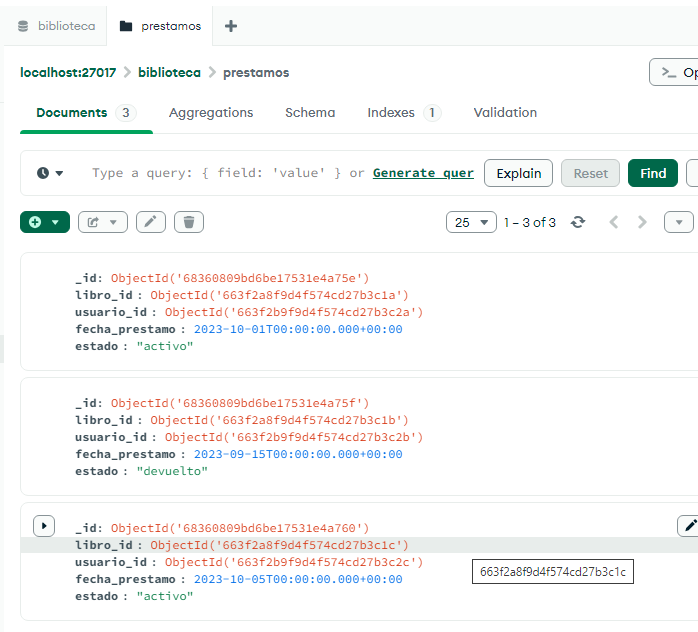 biblioteca
prestamos
localhost:27017 > biblioteca > prestamos
>_ Op
Documents 3 Aggregations Schema Indexes 1 Validation
Type a query: { field: 'value' } or Generate quer
Explain Reset Find
25 1 – 3 of 3
_id: ObjectId('68360809bd6be17531e4a75e')
libro_id : ObjectId('663f2a8f9d4f574cd27b3c1a')
usuario_id : ObjectId('663f2b9f9d4f574cd27b3c2a')
fecha_prestamo : 2023-10-01T00:00:00.000+00:00
estado : "activo"
_id: ObjectId('68360809bd6be17531e4a75f')
libro_id : ObjectId('663f2a8f9d4f574cd27b3c1b')
usuario_id : ObjectId('663f2b9f9d4f574cd27b3c2b')
fecha_prestamo : 2023-09-15T00:00:00.000+00:00
estado : "devuelto"
_id: ObjectId('68360809bd6be17531e4a760')
libro_id : ObjectId('663f2a8f9d4f574cd27b3c1c')
usuario_id : ObjectId('663f2b9f9d4f574cd27b3c2c')
663f2a8f9d4f574cd27b3c1c
fecha_prestamo : 2023-10-05T00:00:00.000+00:00
estado : "activo"